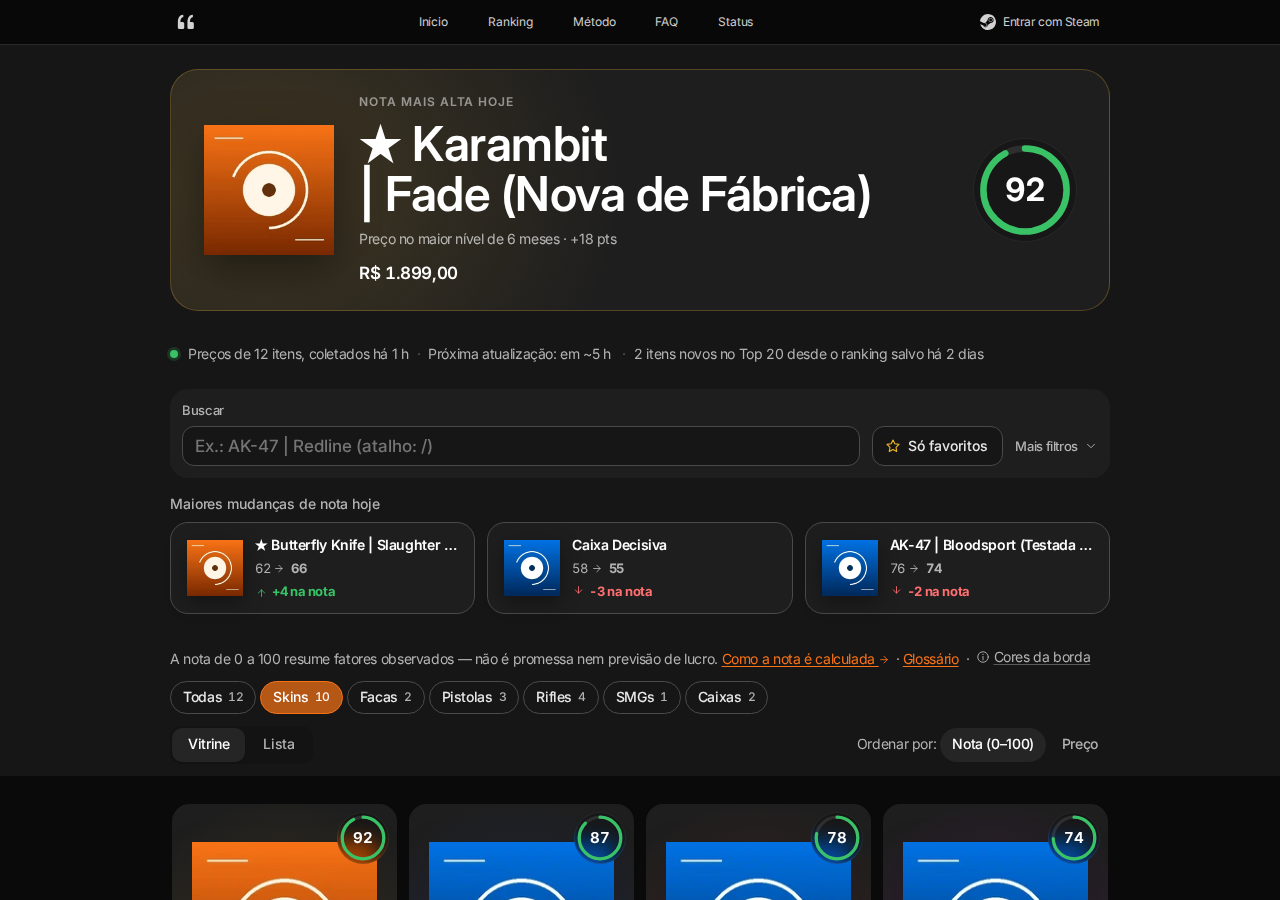 “
Início
Ranking
Método
FAQ
Status
Entrar com Steam
NOTA MAIS ALTA HOJE
★ Karambit
| Fade (Nova de Fábrica)
Preço no maior nível de 6 meses · +18 pts
R$ 1.899,00
92
Preços de 12 itens, coletados há 1 h · Próxima atualização: em ~5 h · 2 itens novos no Top 20 desde o ranking salvo há 2 dias
Buscar
Ex.: AK-47 | Redline (atalho: /)
Só favoritos
Mais filtros
Maiores mudanças de nota hoje
★ Butterfly Knife | Slaughter ...
62 → 66
↑ +4 na nota
Caixa Decisiva
58 → 55
↓ -3 na nota
AK-47 | Bloodsport (Testada ...
76 → 74
↓ -2 na nota
A nota de 0 a 100 resume fatores observados — não é promessa nem previsão de lucro. Como a nota é calculada → · Glossário · Cores da borda
Todas 12
Skins 10
Facas 2
Pistolas 3
Rifles 4
SMGs 1
Caixas 2
Vitrine
Lista
Ordenar por: Nota (0–100) Preço
92
87
78
74